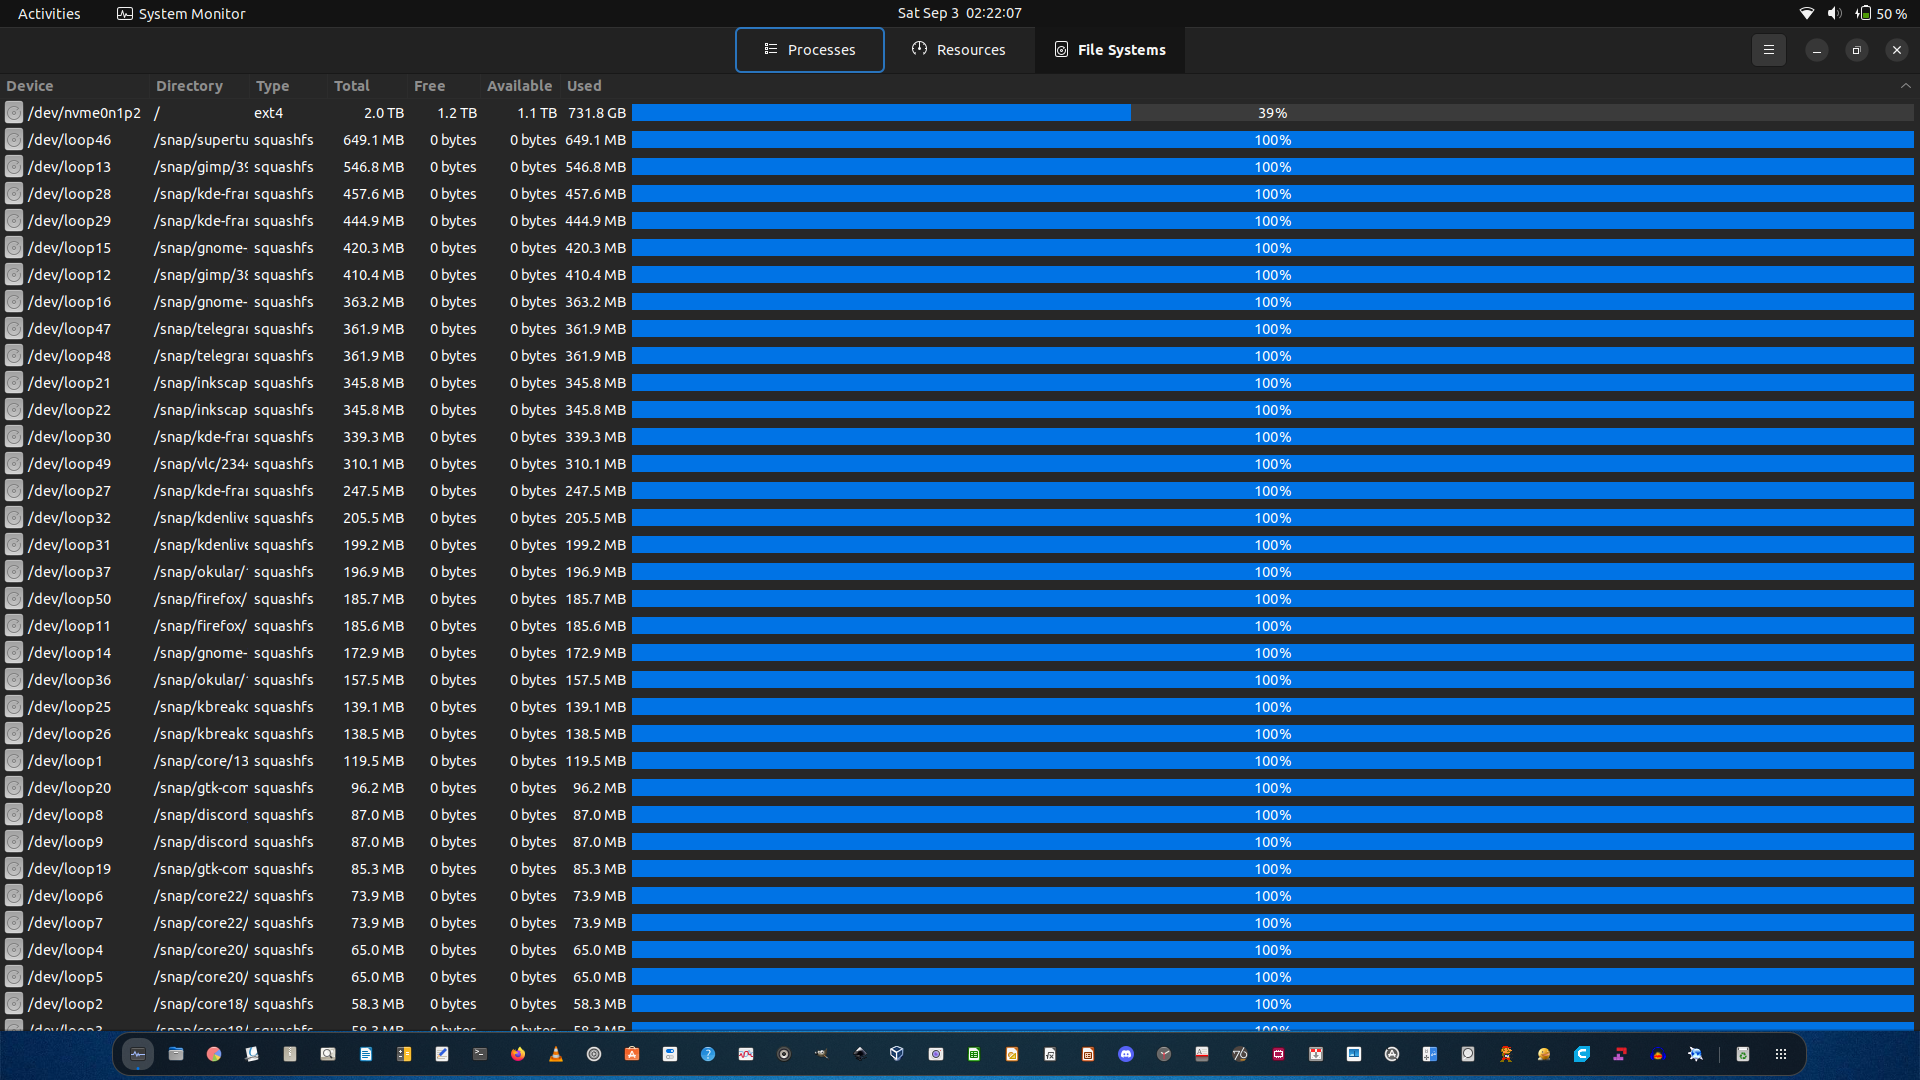 Activities System Monitor Sat Sep 3 02:22:07 50 %
Processes Resources File Systems
Device Directory Type Total Free Available Used
/dev/nvme0n1p2 / ext4 2.0 TB 1.2 TB 1.1 TB 731.8 GB 39%
/dev/loop46 /snap/supertu squashfs 649.1 MB 0 bytes 0 bytes 649.1 MB 100%
/dev/loop13 /snap/gimp/39 squashfs 546.8 MB 0 bytes 0 bytes 546.8 MB 100%
/dev/loop28 /snap/kde-fra squashfs 457.6 MB 0 bytes 0 bytes 457.6 MB 100%
/dev/loop29 /snap/kde-fra squashfs 444.9 MB 0 bytes 0 bytes 444.9 MB 100%
/dev/loop15 /snap/gnome- squashfs 420.3 MB 0 bytes 0 bytes 420.3 MB 100%
/dev/loop12 /snap/gimp/38 squashfs 410.4 MB 0 bytes 0 bytes 410.4 MB 100%
/dev/loop16 /snap/gnome- squashfs 363.2 MB 0 bytes 0 bytes 363.2 MB 100%
/dev/loop47 /snap/telegra squashfs 361.9 MB 0 bytes 0 bytes 361.9 MB 100%
/dev/loop48 /snap/telegra squashfs 361.9 MB 0 bytes 0 bytes 361.9 MB 100%
/dev/loop21 /snap/inkscap squashfs 345.8 MB 0 bytes 0 bytes 345.8 MB 100%
/dev/loop22 /snap/inkscap squashfs 345.8 MB 0 bytes 0 bytes 345.8 MB 100%
/dev/loop30 /snap/kde-fra squashfs 339.3 MB 0 bytes 0 bytes 339.3 MB 100%
/dev/loop49 /snap/vlc/234 squashfs 310.1 MB 0 bytes 0 bytes 310.1 MB 100%
/dev/loop27 /snap/kde-fra squashfs 247.5 MB 0 bytes 0 bytes 247.5 MB 100%
/dev/loop32 /snap/kdenlive squashfs 205.5 MB 0 bytes 0 bytes 205.5 MB 100%
/dev/loop31 /snap/kdenlive squashfs 199.2 MB 0 bytes 0 bytes 199.2 MB 100%
/dev/loop37 /snap/okular/ squashfs 196.9 MB 0 bytes 0 bytes 196.9 MB 100%
/dev/loop50 /snap/firefox/ squashfs 185.7 MB 0 bytes 0 bytes 185.7 MB 100%
/dev/loop11 /snap/firefox/ squashfs 185.6 MB 0 bytes 0 bytes 185.6 MB 100%
/dev/loop14 /snap/gnome- squashfs 172.9 MB 0 bytes 0 bytes 172.9 MB 100%
/dev/loop36 /snap/okular/ squashfs 157.5 MB 0 bytes 0 bytes 157.5 MB 100%
/dev/loop25 /snap/kbreako squashfs 139.1 MB 0 bytes 0 bytes 139.1 MB 100%
/dev/loop26 /snap/kbreako squashfs 138.5 MB 0 bytes 0 bytes 138.5 MB 100%
/dev/loop1 /snap/core/13 squashfs 119.5 MB 0 bytes 0 bytes 119.5 MB 100%
/dev/loop20 /snap/gtk-com squashfs 96.2 MB 0 bytes 0 bytes 96.2 MB 100%
/dev/loop8 /snap/discord squashfs 87.0 MB 0 bytes 0 bytes 87.0 MB 100%
/dev/loop9 /snap/discord squashfs 87.0 MB 0 bytes 0 bytes 87.0 MB 100%
/dev/loop19 /snap/gtk-com squashfs 85.3 MB 0 bytes 0 bytes 85.3 MB 100%
/dev/loop6 /snap/core22/ squashfs 73.9 MB 0 bytes 0 bytes 73.9 MB 100%
/dev/loop7 /snap/core22/ squashfs 73.9 MB 0 bytes 0 bytes 73.9 MB 100%
/dev/loop4 /snap/core20/ squashfs 65.0 MB 0 bytes 0 bytes 65.0 MB 100%
/dev/loop5 /snap/core20/ squashfs 65.0 MB 0 bytes 0 bytes 65.0 MB 100%
/dev/loop2 /snap/core18/ squashfs 58.3 MB 0 bytes 0 bytes 58.3 MB 100%
/dev/loop3 /snap/core18/ squashfs 58.3 MB 0 bytes 0 bytes 58.3 MB 100%